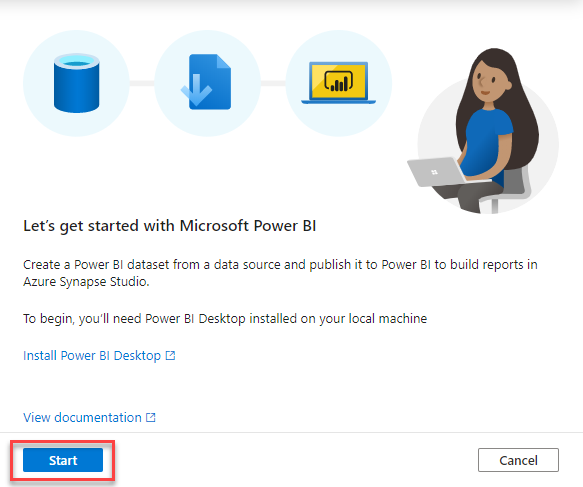 Let's get started with Microsoft Power BI
Create a Power BI dataset from a data source and publish it to Power BI to build reports in
Azure Synapse Studio.
To begin, you'll need Power BI Desktop installed on your local machine
Install Power BI Desktop
View documentation
Start
Cancel